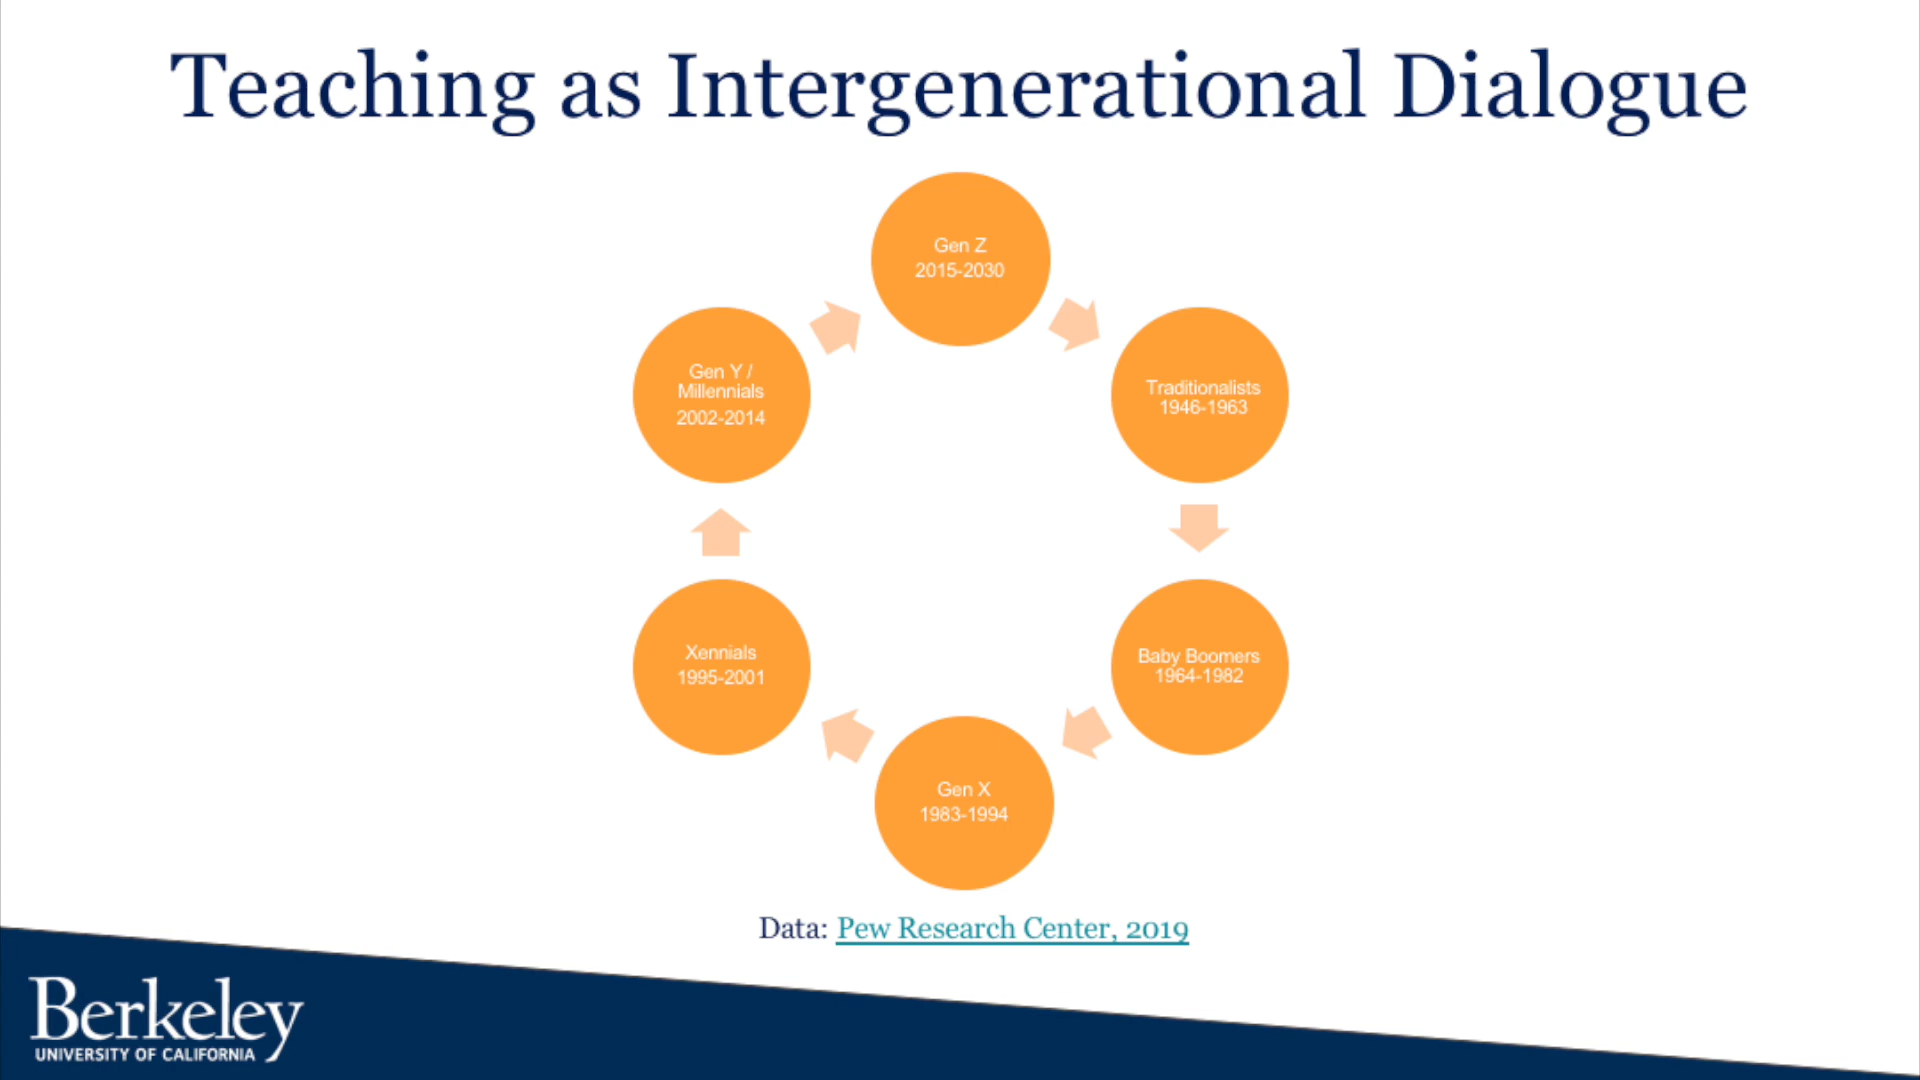 Teaching as Intergenerational Dialogue
Gen Z
2015-2030
Traditionalists
1946-1963
Baby Boomers
1964-1982
Gen X
1983-1994
Xennials
1995-2001
Gen Y /
Millennials
2002-2014
Data: Pew Research Center, 2019
Berkeley
UNIVERSITY OF CALIFORNIA